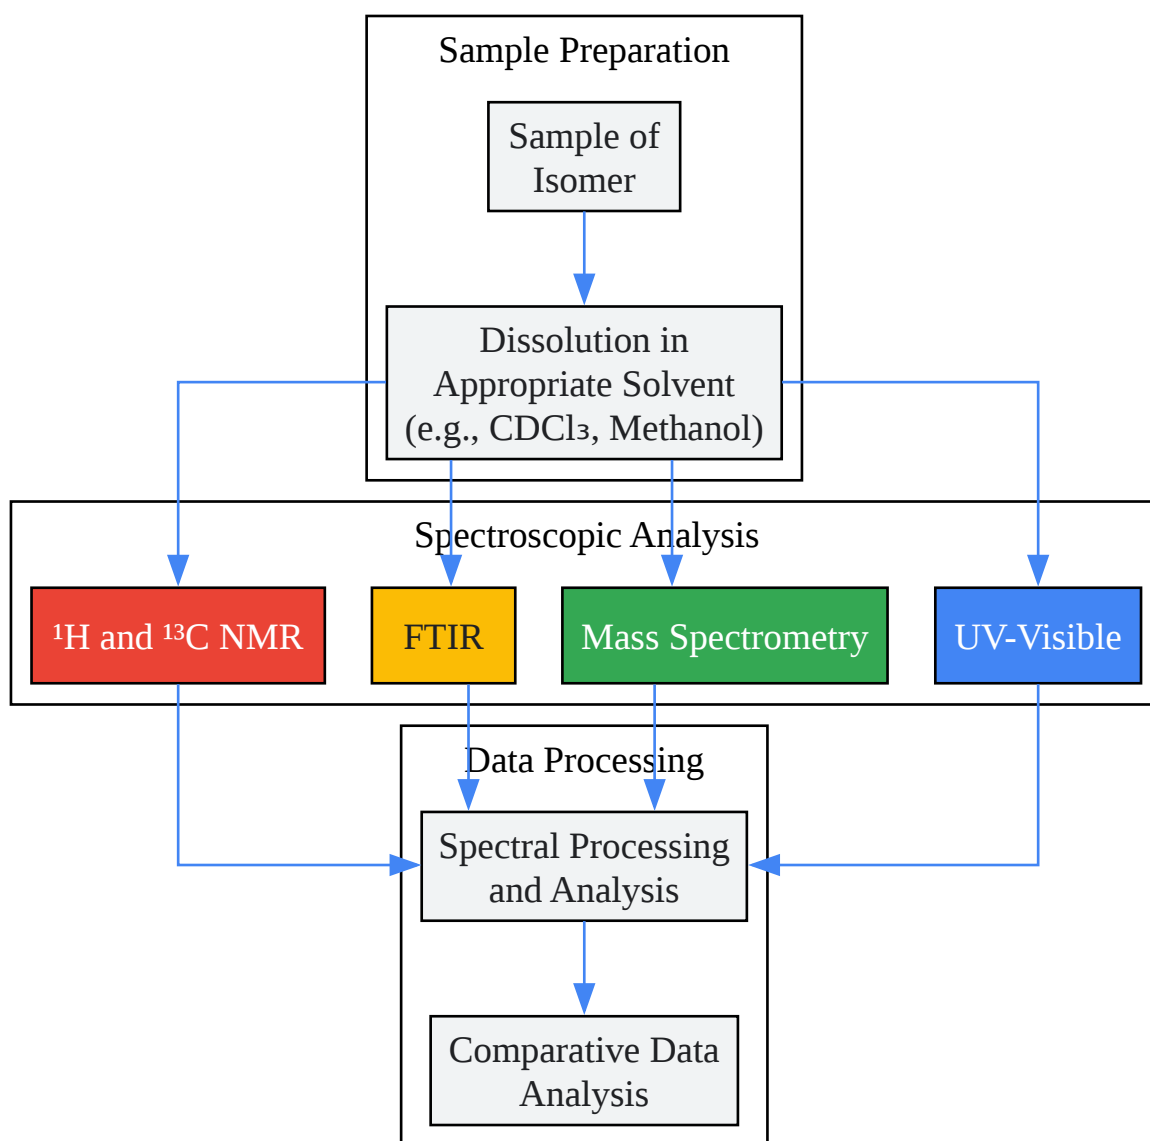 Sample Preparation
Sample of
Isomer
Dissolution in
Appropriate Solvent
(e.g., CDCl₃, Methanol)
Spectroscopic Analysis
¹H and ¹³C NMR
FTIR
Mass Spectrometry
UV-Visible
Data Processing
Spectral Processing
and Analysis
Comparative Data
Analysis